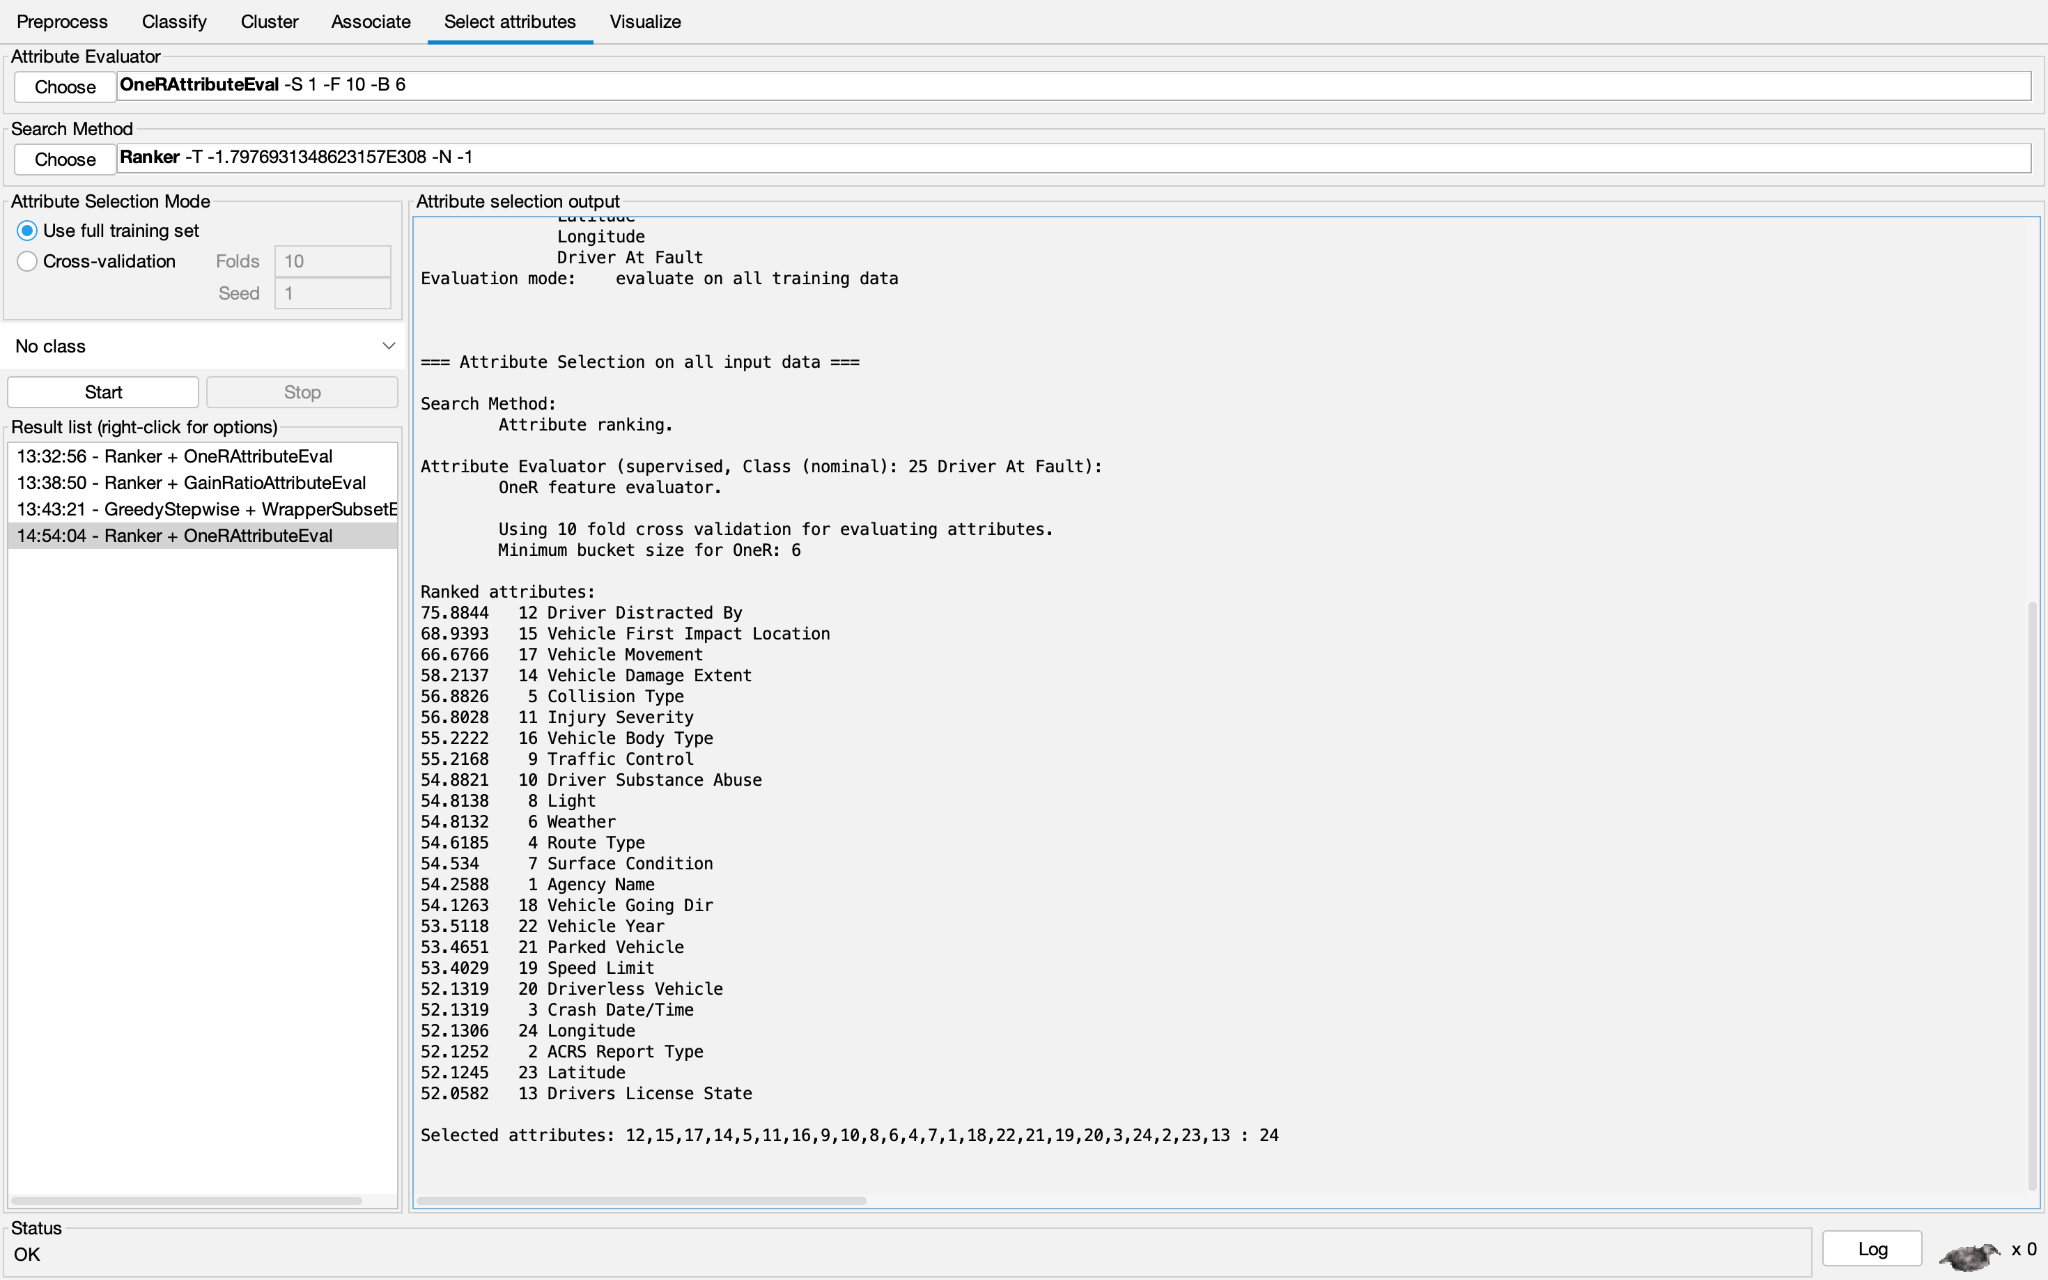 Preprocess Classify Cluster Associate Select attributes Visualize
Attribute Evaluator
Choose OneRAttributeEval -S 1 -F 10 -B 6
Search Method
Choose Ranker -T -1.7976931348623157E308 -N -1
Attribute Selection Mode
Use full training set
Cross-validation Folds 10
Seed 1
No class
Start Stop
Result list (right-click for options)
13:32:56 - Ranker + OneRAttributeEval
13:38:50 - Ranker + GainRatioAttributeEval
13:43:21 - GreedyStepwise + WrapperSubsetE
14:54:04 - Ranker + OneRAttributeEval
Attribute selection output
Latitude
Longitude
Driver At Fault
Evaluation mode: evaluate on all training data
=== Attribute Selection on all input data ===
Search Method:
Attribute ranking.
Attribute Evaluator (supervised, Class (nominal): 25 Driver At Fault):
OneR feature evaluator.
Using 10 fold cross validation for evaluating attributes.
Minimum bucket size for OneR: 6
Ranked attributes:
75.8844 12 Driver Distracted By
68.9393 15 Vehicle First Impact Location
66.6766 17 Vehicle Movement
58.2137 14 Vehicle Damage Extent
56.8826 5 Collision Type
56.8028 11 Injury Severity
55.2222 16 Vehicle Body Type
55.2168 9 Traffic Control
54.8821 10 Driver Substance Abuse
54.8138 8 Light
54.8132 6 Weather
54.6185 4 Route Type
54.534 7 Surface Condition
54.2588 1 Agency Name
54.1263 18 Vehicle Going Dir
53.5118 22 Vehicle Year
53.4651 21 Parked Vehicle
53.4029 19 Speed Limit
52.1319 20 Driverless Vehicle
52.1319 3 Crash Date/Time
52.1306 24 Longitude
52.1252 2 ACRS Report Type
52.1245 23 Latitude
52.0582 13 Drivers License State
Selected attributes: 12,15,17,14,5,11,16,9,10,8,6,4,7,1,18,22,21,19,20,3,24,2,23,13 : 24
Status
OK
Log x 0